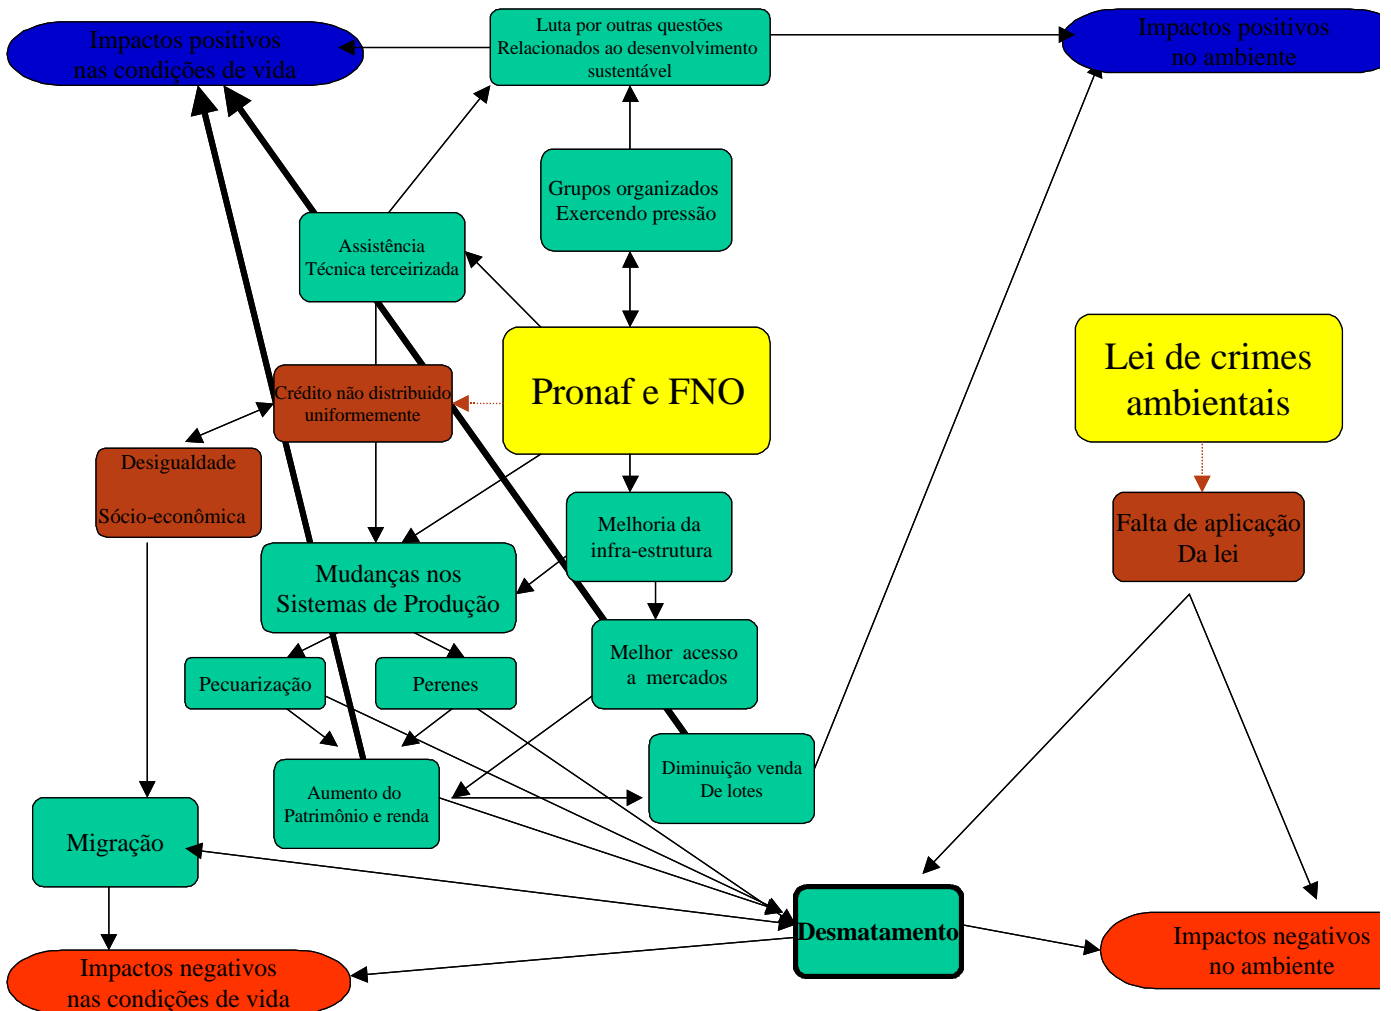 Impactos positivos
nas condições de vida
Luta por outras questões
Relacionados ao desenvolvimento
sustentável
Impactos positivos
no ambiente
Grupos organizados
Exercendo pressão
Assistência
Técnica terceirizada
Crédito não distribuido
uniformemente
Pronaf e FNO
Lei de crimes
ambientais
Desigualdade
Sócio-econômica
Melhoria da
infra-estrutura
Falta de aplicação
Da lei
Mudanças nos
Sistemas de Produção
Pecuarização
Perenes
Melhor acesso
a mercados
Aumento do
Patrimônio e renda
Diminuição venda
De lotes
Migração
Desmatamento
Impactos negativos
nas condições de vida
Impactos negativos
no ambiente